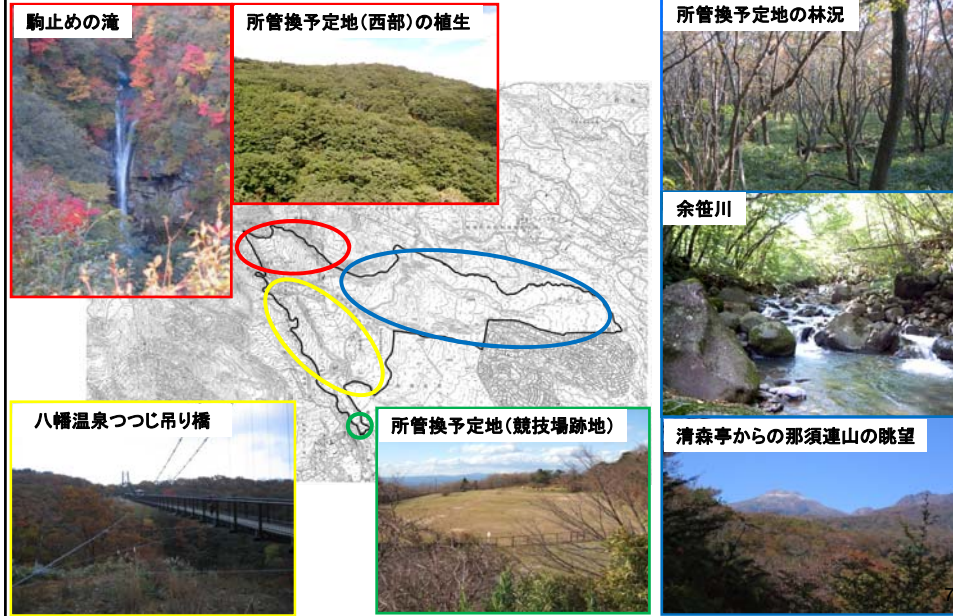 駒止めの滝
所管換予定地(西部)の植生
所管換予定地の林況
余笹川
八幡温泉つつじ吊り橋
所管換予定地(競技場跡地)
清森亭からの那須連山の眺望
7